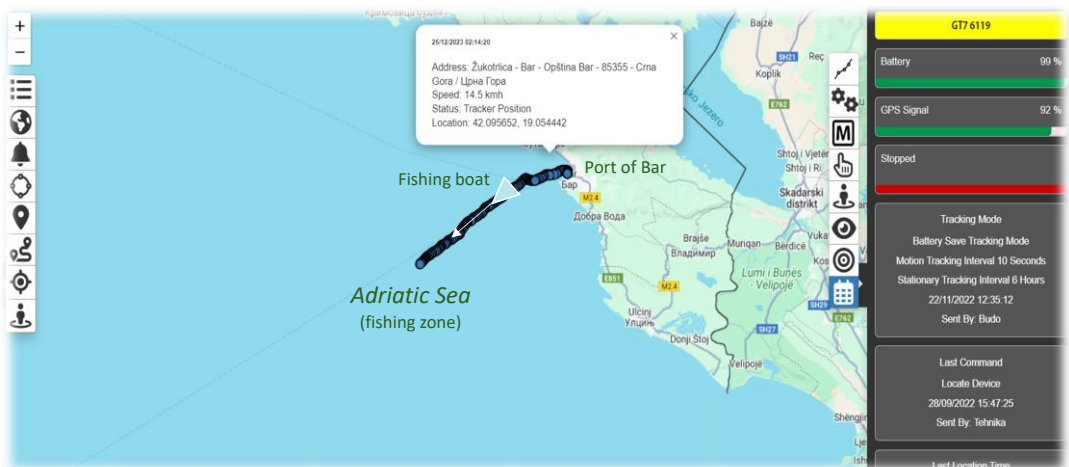 +
−
25/12/2023 02:14:20
×
Address: Žukotrlica - Bar - Opština Bar - 85355 - Crna
Gora / Црна Гора
Speed: 14.5 kmh
Status: Tracker Position
Location: 42.095652, 19.054442
Fishing boat
Port of Bar
Бар
M2.4
Добра Вода
Adriatic Sea
(fishing zone)
Brajše
Владимир
E851
M2.4
Ulcinj
Улцињ
Donji Štoj
Bajzë
SH21
Reç
Koplik
E762
Jezero
Shtoj i Vjetër
Shtoj i Ri
Skadarski
distrikt
Muriqan
Bërdicë
Lumi i Bunës
- Velipojë
SH27
Velipojë
SH29
E762
Shëngjin
M
GT7 6119
Battery
99 %
GPS Signal
92 %
Stopped
Tracking Mode
Battery Save Tracking Mode
Motion Tracking Interval 10 Seconds
Stationary Tracking Interval 6 Hours
22/11/2022 12:35:12
Sent By: Budo
Last Command
Locate Device
28/09/2022 15:47:25
Sent By: Tehnika
Last Location Time